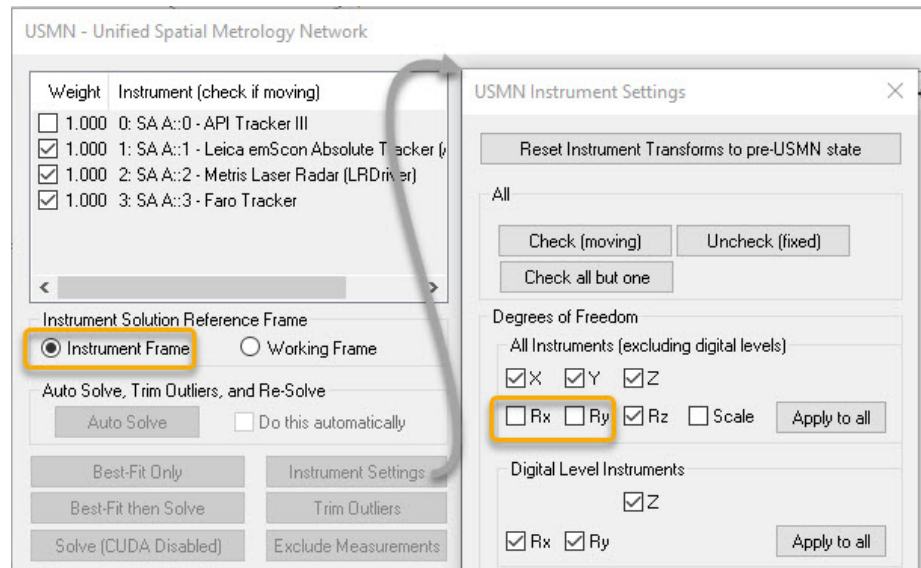 USMN - Unified Spatial Metrology Network
Weight Instrument (check if moving)
1.000 0: SA A::0 - API Tracker III
1.000 1: SA A::1 - Leica emScon Absolute Tracker (
1.000 2: SA A::2 - Metris Laser Radar (LRDriver)
1.000 3: SA A::3 - Faro Tracker
Instrument Solution Reference Frame
Instrument Frame Working Frame
Auto Solve, Trim Outliers, and Re-Solve
Auto Solve Do this automatically
Best-Fit Only Instrument Settings
Best-Fit then Solve Trim Outliers
Solve (CUDA Disabled) Exclude Measurements
USMN Instrument Settings
Reset Instrument Transforms to pre-USMN state
All
Check (moving) Uncheck (fixed)
Check all but one
Degrees of Freedom
All Instruments (excluding digital levels)
X Y Z
Rx Ry Rz Scale Apply to all
Digital Level Instruments
Z
Rx Ry Apply to all